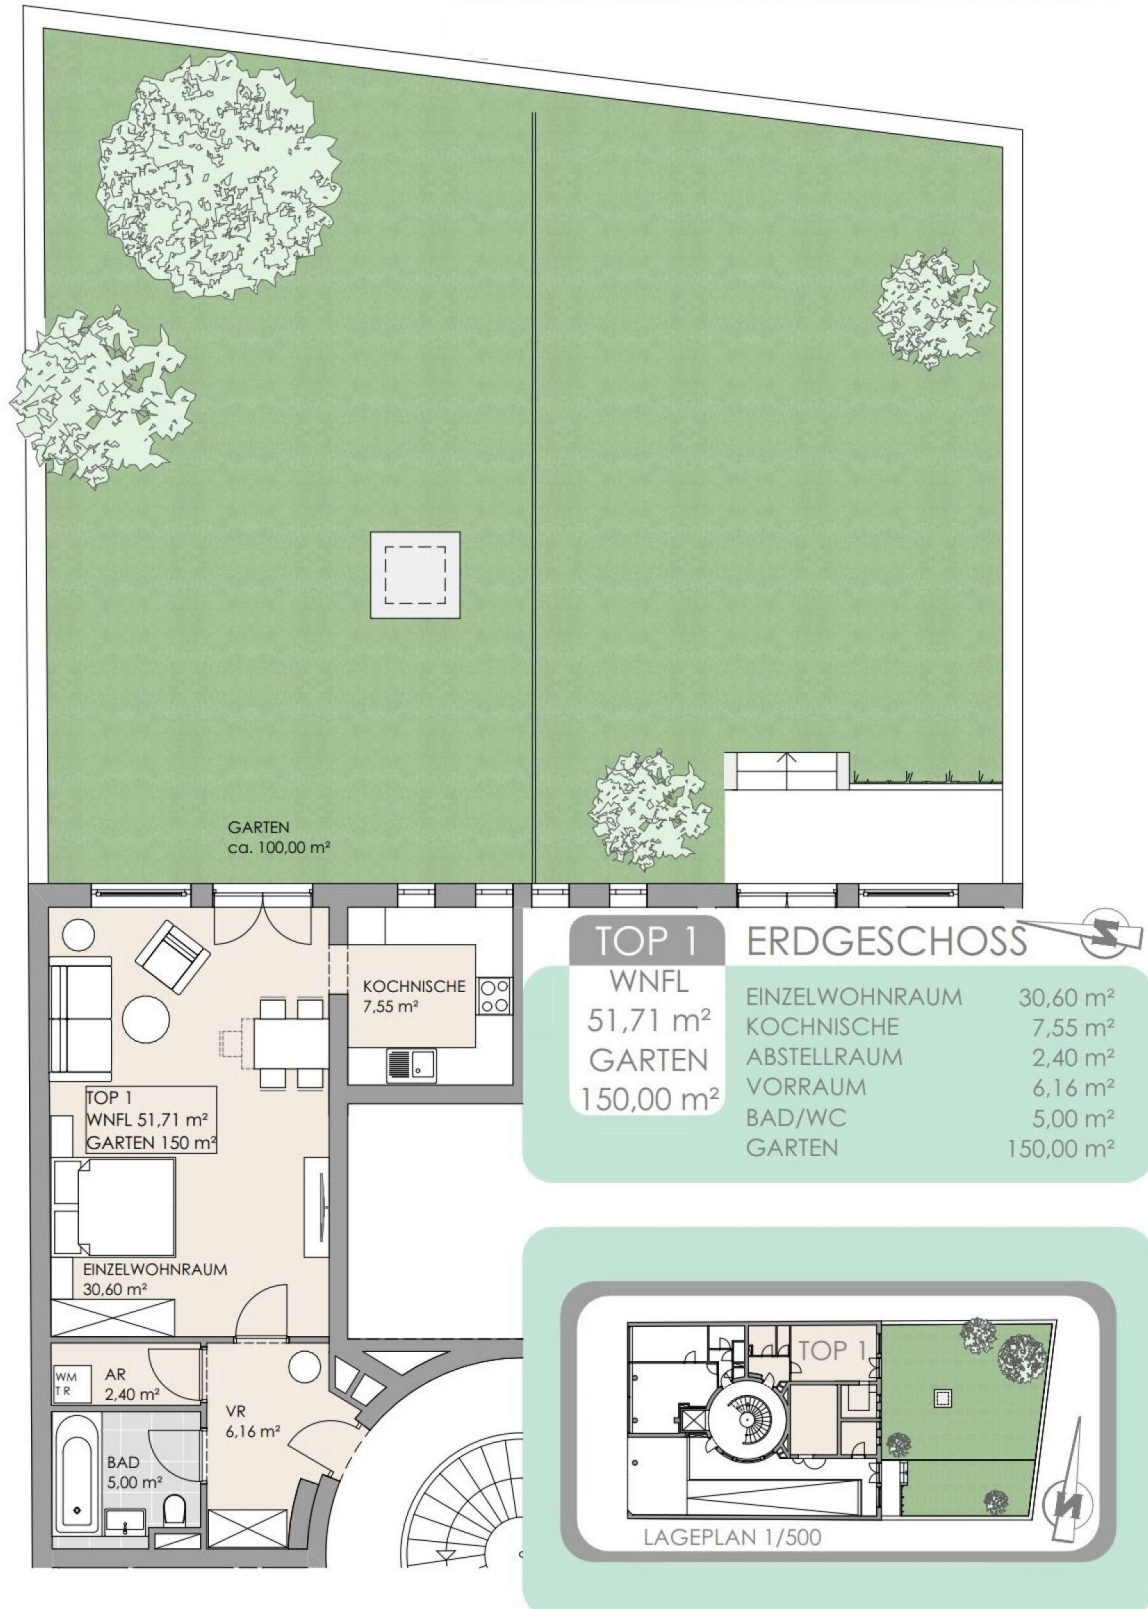 GARTEN
ca. 100,00 m²
TOP 1
ERDGESCHOSS
N
WNFL
51,71 m²
GARTEN
150,00 m²
EINZELWOHNRAUM 30,60 m²
KOCHNISCHE 7,55 m²
ABSTELLRAUM 2,40 m²
VORRAUM 6,16 m²
BAD/WC 5,00 m²
GARTEN 150,00 m²
KOCHNISCHE
7,55 m²
TOP 1
WNFL 51,71 m²
GARTEN 150 m²
EINZELWOHNRAUM
30,60 m²
WM
TR
AR
2,40 m²
VR
6,16 m²
BAD
5,00 m²
TOP 1
N
LAGEPLAN 1/500